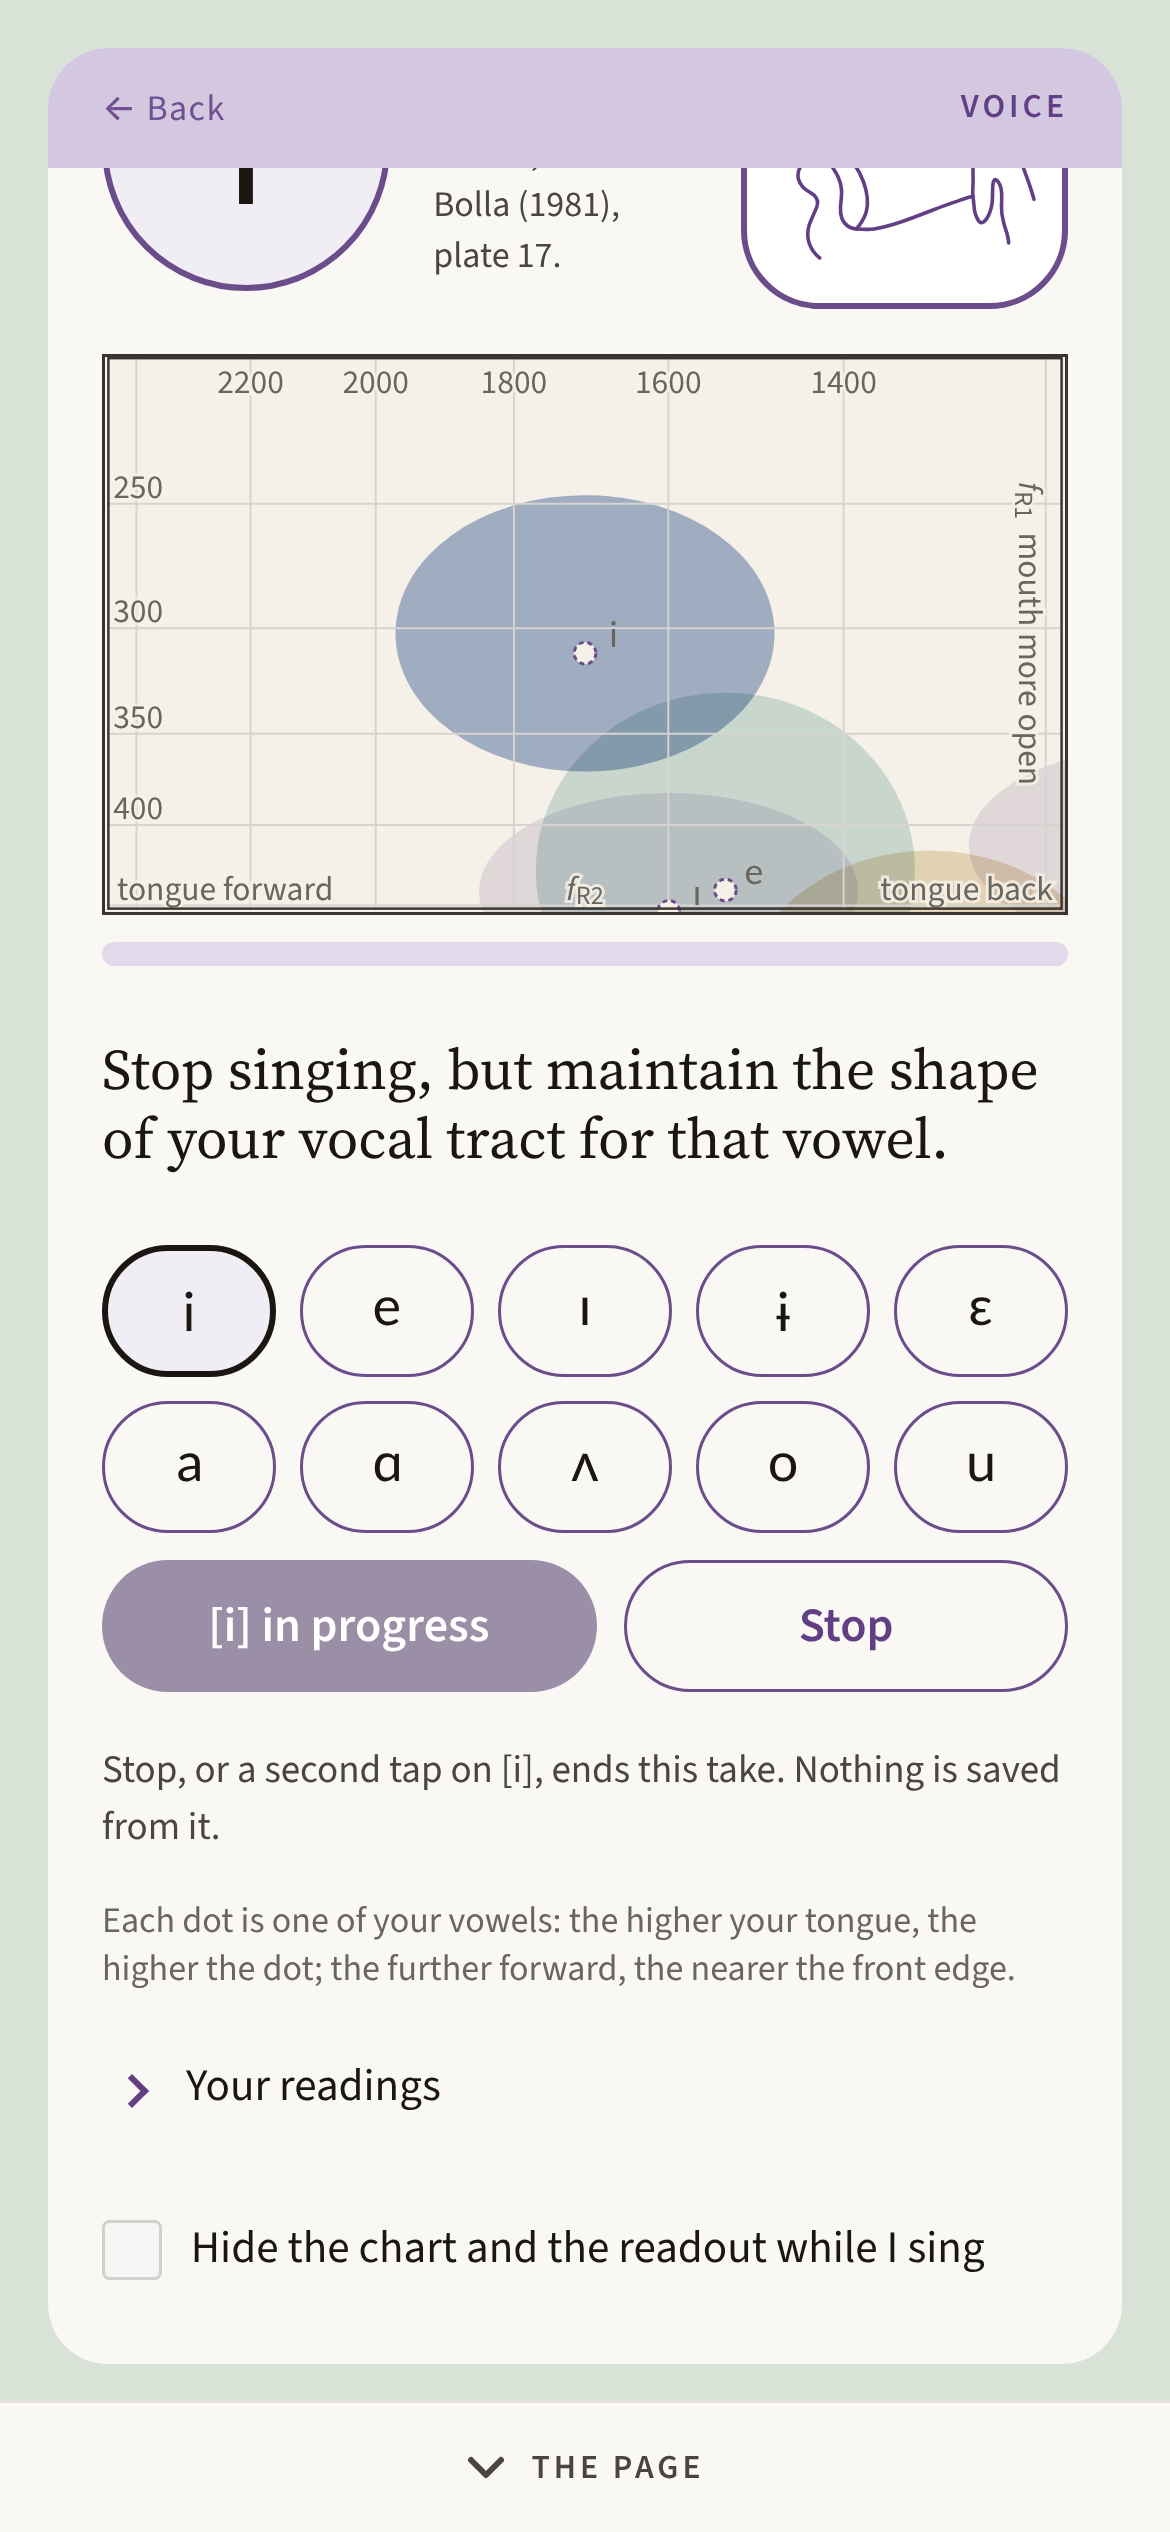 ← Back
VOICE
Bolla (1981),
plate 17.
2200 2000 1800 1600 1400
250
300
350
400
i
e
ɪ
fR1 mouth more open
tongue forward
fR2
tongue back
Stop singing, but maintain the shape
of your vocal tract for that vowel.
i e ɪ ɨ ɛ
a ɑ ʌ o u
[i] in progress
Stop
Stop, or a second tap on [i], ends this take. Nothing is saved
from it.
Each dot is one of your vowels: the higher your tongue, the
higher the dot; the further forward, the nearer the front edge.
Your readings
Hide the chart and the readout while I sing
THE PAGE